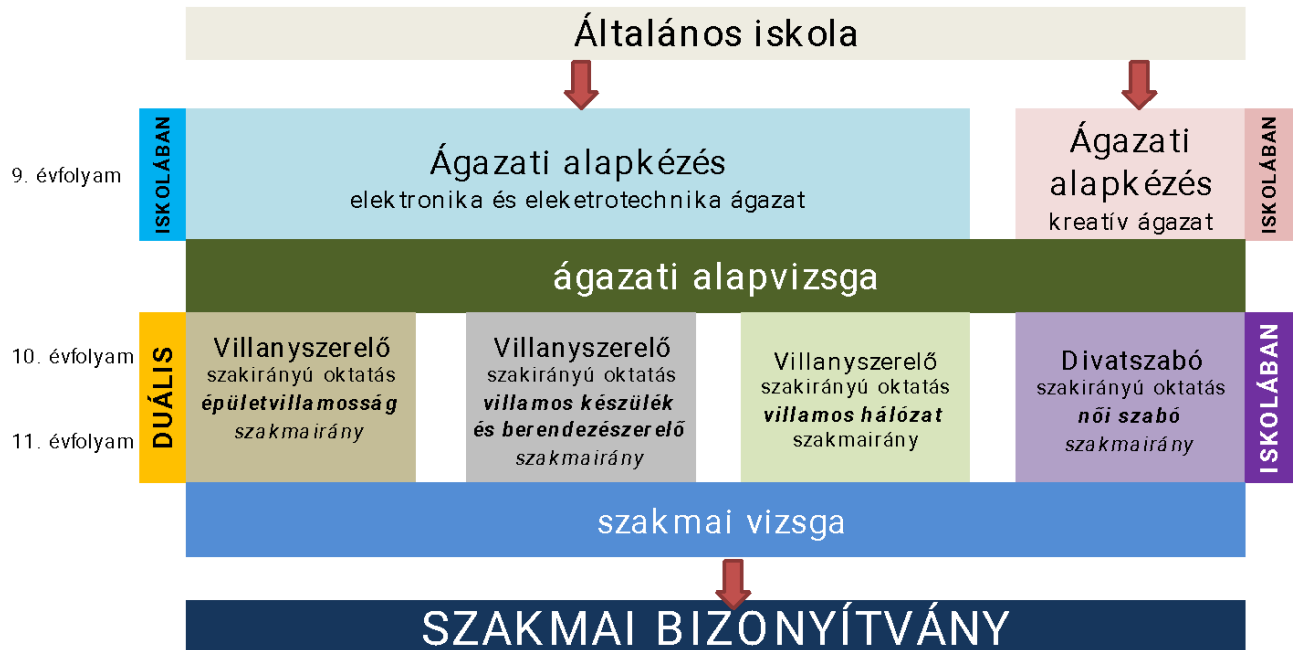 Általános iskola
ISKOLÁBAN
9. évfolyam
Ágazati alapkézés
elektronika és eleketrotechnika ágazat
Ágazati
alapkézés
kreatív ágazat
ISKOLÁBAN
ágazati alapvizsga
DUÁLIS
10. évfolyam
11. évfolyam
Villanyszerelő
szakirányú oktatás
épületvillamosság
szakmairány
Villanyszerelő
szakirányú oktatás
villamos készülék
és berendezészerelő
szakmairány
Villanyszerelő
szakirányú oktatás
villamos hálózat
szakmairány
Divatszabó
szakirányú oktatás
női szabó
szakmairány
ISKOLÁBAN
szakmai vizsga
SZAKMAI BIZONYÍTVÁNY